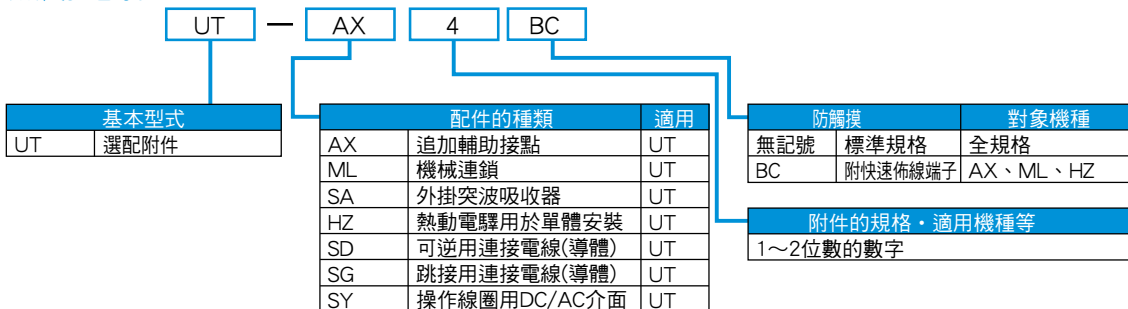 UT — AX 4 BC
基本型式
UT 選配附件
配件的種類 適用
AX 追加輔助接點 UT
ML 機械連鎖 UT
SA 外掛突波吸收器 UT
HZ 熱動電驛用於單體安裝 UT
SD 可逆用連接電線(導體) UT
SG 跳接用連接電線(導體) UT
SY 操作線圈用DC/AC介面 UT
防觸摸 對象機種
無記號 標準規格 全規格
BC 附快速佈線端子 AX、ML、HZ
附件的規格・適用機種等
1～2位數的數字